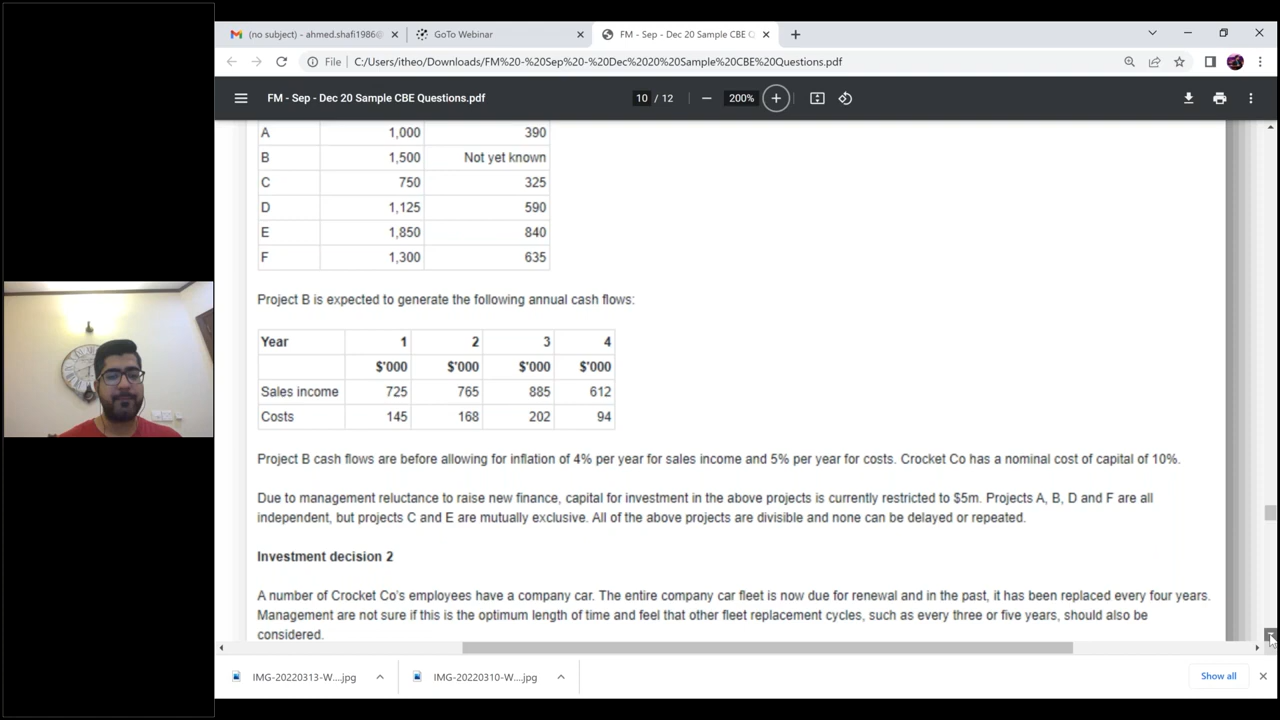 (no subject) - ahmed.shafi1986@
GoTo Webinar
FM - Sep - Dec 20 Sample CBE Q
File
C:/Users/itheo/Downloads/FM%20-%20Sep%20-%20Dec%2020%20Sample%20CBE%20Questions.pdf
FM - Sep - Dec 20 Sample CBE Questions.pdf
10 / 12
200%
A 1,000 390
B 1,500 Not yet known
C 750 325
D 1,125 590
E 1,850 840
F 1,300 635
Project B is expected to generate the following annual cash flows:
Year 1 2 3 4
$'000 $'000 $'000 $'000
Sales income 725 765 885 612
Costs 145 168 202 94
Project B cash flows are before allowing for inflation of 4% per year for sales income and 5% per year for costs. Crocket Co has a nominal cost of capital of 10%.
Due to management reluctance to raise new finance, capital for investment in the above projects is currently restricted to $5m. Projects A, B, D and F are all
independent, but projects C and E are mutually exclusive. All of the above projects are divisible and none can be delayed or repeated.
Investment decision 2
A number of Crocket Co's employees have a company car. The entire company car fleet is now due for renewal and in the past, it has been replaced every four years.
Management are not sure if this is the optimum length of time and feel that other fleet replacement cycles, such as every three or five years, should also be
considered.
IMG-20220313-W....jpg
IMG-20220310-W....jpg
Show all